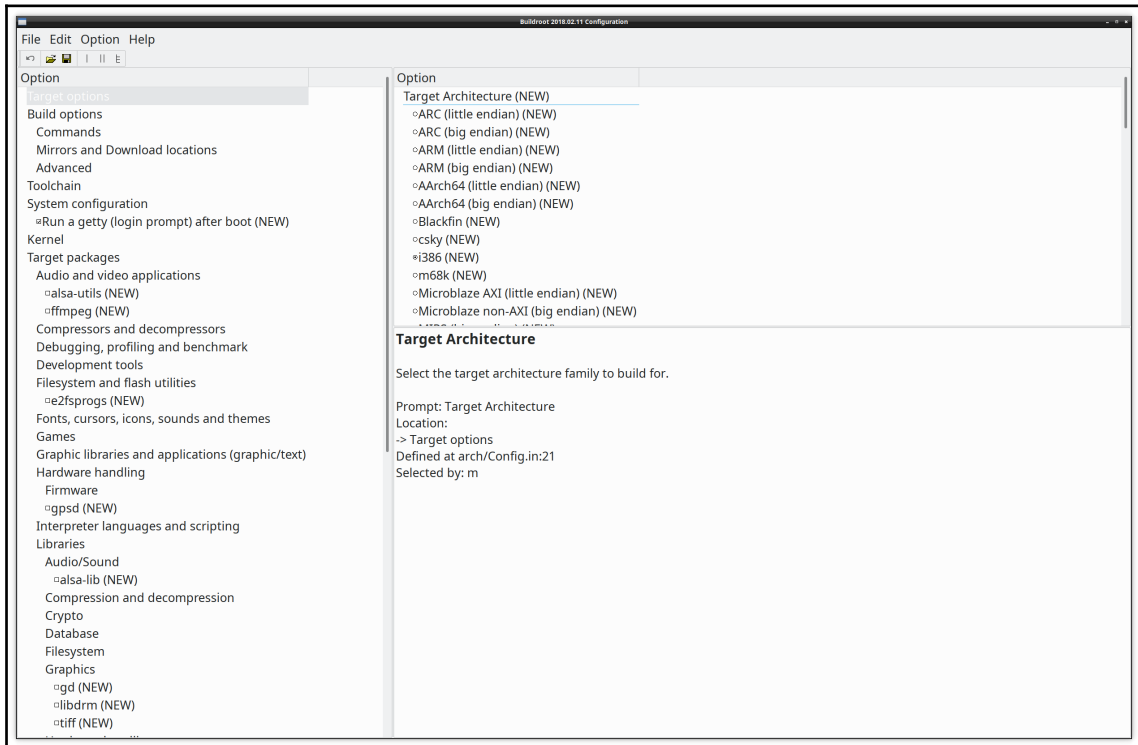 Buildroot 2018.02.11 Configuration
File Edit Option Help
Option
Target options
Build options
Commands
Mirrors and Download locations
Advanced
Toolchain
System configuration
Run a getty (login prompt) after boot (NEW)
Kernel
Target packages
Audio and video applications
alsa-utils (NEW)
ffmpeg (NEW)
Compressors and decompressors
Debugging, profiling and benchmark
Development tools
Filesystem and flash utilities
e2fsprogs (NEW)
Fonts, cursors, icons, sounds and themes
Games
Graphic libraries and applications (graphic/text)
Hardware handling
Firmware
gpsd (NEW)
Interpreter languages and scripting
Libraries
Audio/Sound
alsa-lib (NEW)
Compression and decompression
Crypto
Database
Filesystem
Graphics
gd (NEW)
libdrm (NEW)
tiff (NEW)
Option
Target Architecture (NEW)
ARC (little endian) (NEW)
ARC (big endian) (NEW)
ARM (little endian) (NEW)
ARM (big endian) (NEW)
AArch64 (little endian) (NEW)
AArch64 (big endian) (NEW)
Blackfin (NEW)
csky (NEW)
i386 (NEW)
m68k (NEW)
Microblaze AXI (little endian) (NEW)
Microblaze non-AXI (big endian) (NEW)
Target Architecture
Select the target architecture family to build for.
Prompt: Target Architecture
Location:
-> Target options
Defined at arch/Config.in:21
Selected by: m